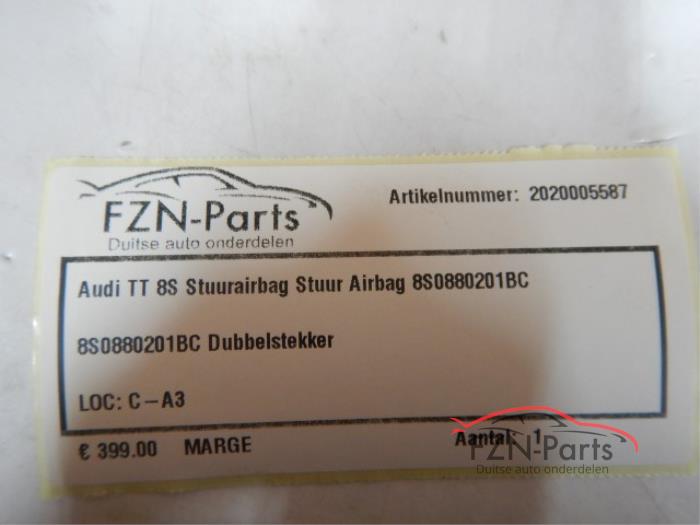 FZN-Parts
Duitse auto onderdelen
Artikelnummer: 2020005587
Audi TT 8S Stuurairbag Stuur Airbag 8S0880201BC
8S0880201BC Dubbelstekker
LOC: C-A3
€ 399.00 MARGE Aantal: 1
FZN-Parts
Duitse auto onderdelen